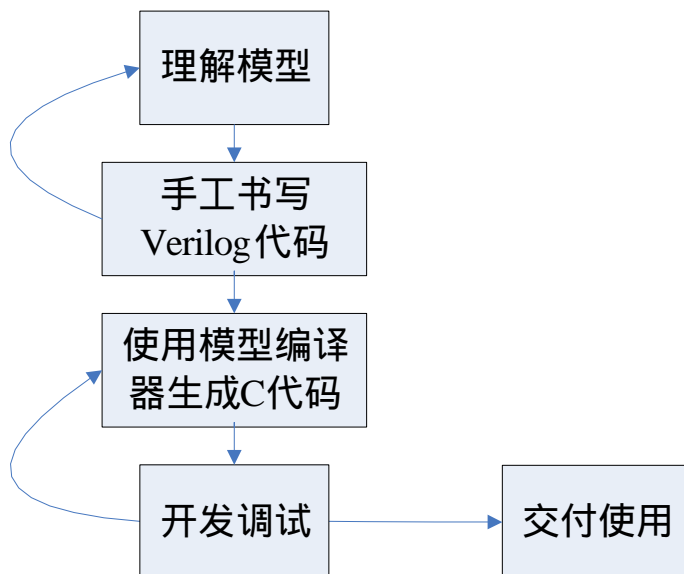 理解模型
手工书写
Verilog代码
使用模型编译
器生成C代码
开发调试
交付使用